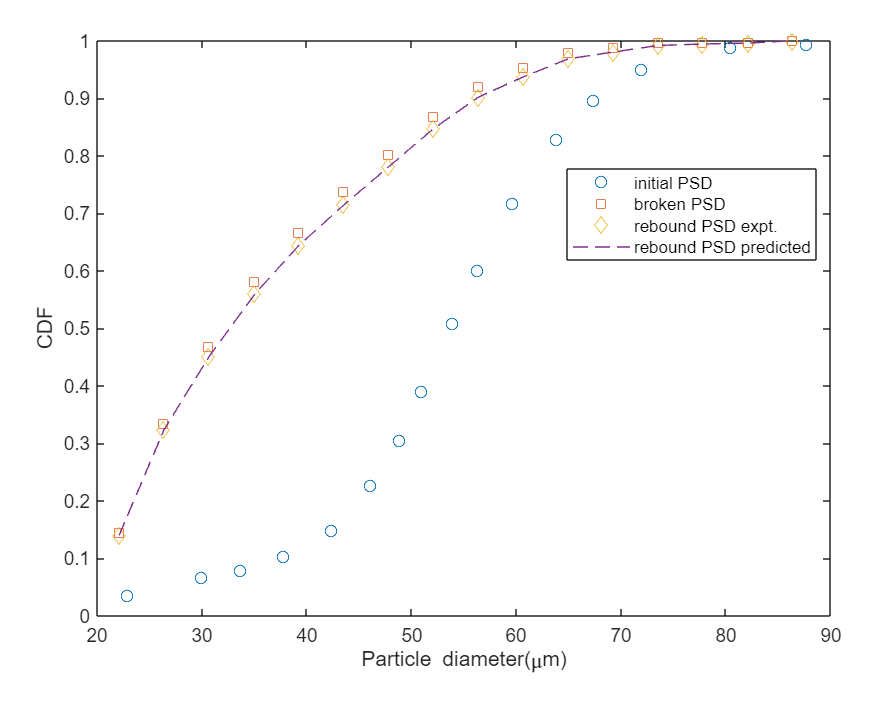 1
0.9
0.8
0.7
0.6
0.5
0.4
0.3
0.2
0.1
0
CDF
initial PSD
broken PSD
rebound PSD expt.
rebound PSD predicted
20 30 40 50 60 70 80 90
Particle diameter(μm)